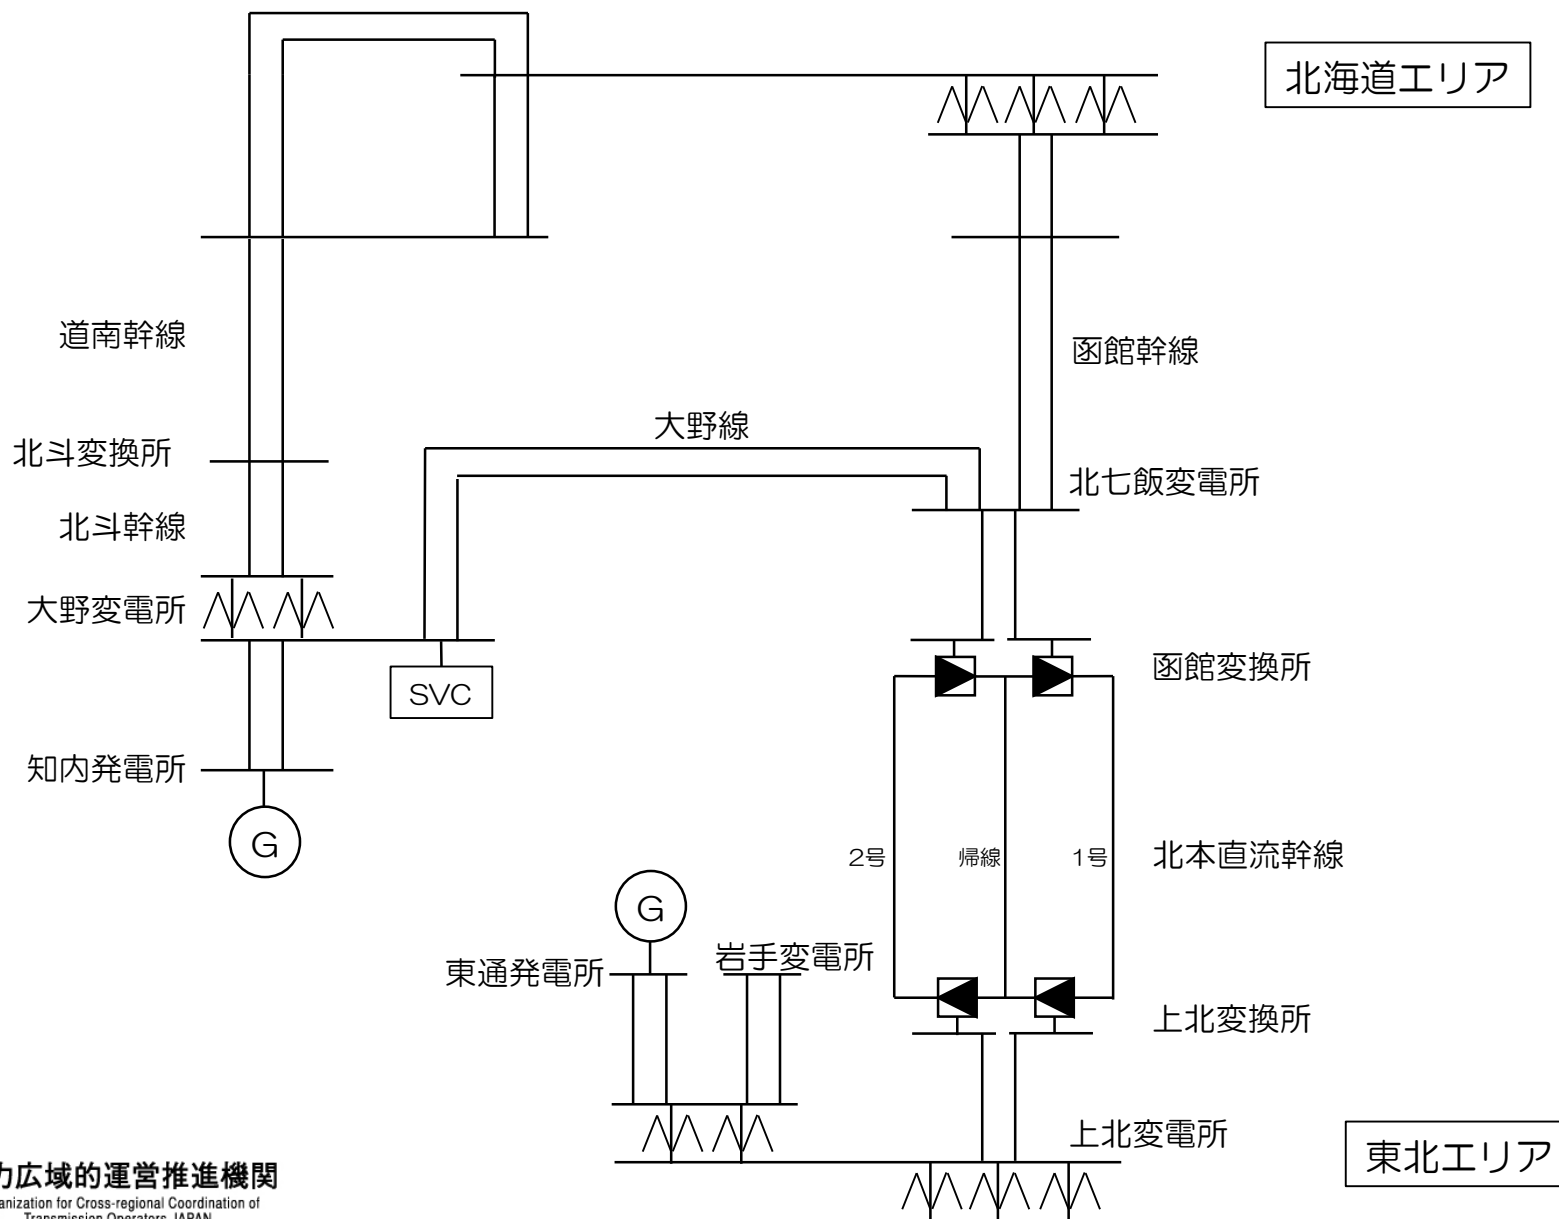 北海道エリア
道南幹線
函館幹線
大野線
北斗変換所
北七飯変電所
北斗幹線
大野変電所
函館変換所
SVC
知内発電所
G
2号
帰線
1号
北本直流幹線
G
岩手変電所
東通発電所
上北変換所
上北変電所
東北エリア
力広域的運営推進機関
anization for Cross-regional Coordination of
Transmission Operators, JAPAN